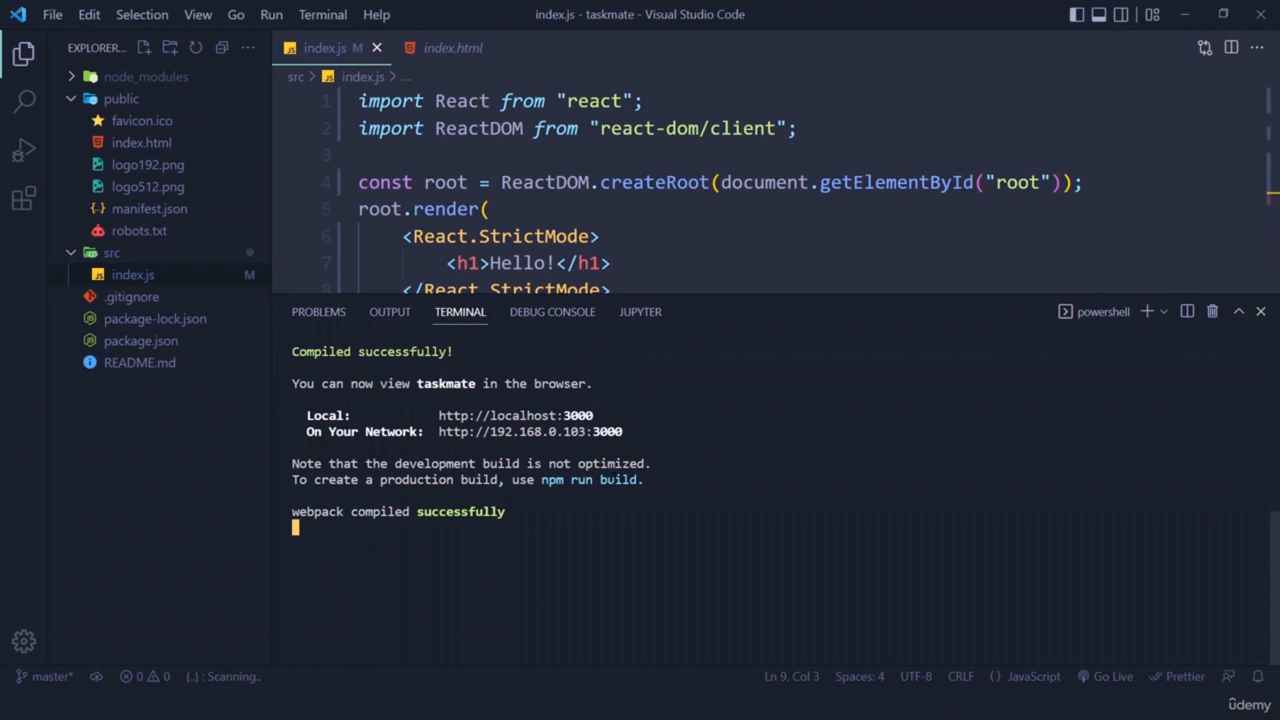 File Edit Selection View Go Run Terminal Help index.js - taskmate - Visual Studio Code
EXPLORER...
node_modules
public
favicon.ico
index.html
logo192.png
logo512.png
manifest.json
robots.txt
src
index.js M
.gitignore
package-lock.json
package.json
README.md
index.js M index.html
src > index.js > ...
1 import React from "react";
2 import ReactDOM from "react-dom/client";
3
4 const root = ReactDOM.createRoot(document.getElementById("root"));
5 root.render(
6 <React.StrictMode>
7 <h1>Hello!</h1>
8 </React.StrictMode>
PROBLEMS OUTPUT TERMINAL DEBUG CONSOLE JUPYTER powershell
Compiled successfully!
You can now view taskmate in the browser.
Local: http://localhost:3000
On Your Network: http://192.168.0.103:3000
Note that the development build is not optimized.
To create a production build, use npm run build.
webpack compiled successfully
master* 0 0 {..} : Scanning.. Ln 9, Col 3 Spaces: 4 UTF-8 CRLF {} JavaScript Go Live Prettier
udemy